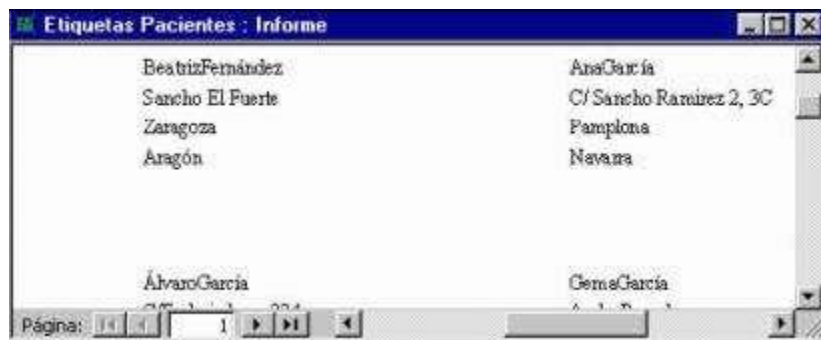 Etiquetas Pacientes : Informe
BeatrizFernández
Sancho El Fuerte
Zaragoza
Aragón
AnaGarcía
C/ Sancho Ramirez 2, 3C
Pamplona
Navarra
ÁlvaroGarcía
GemaGarcía
Página: 1